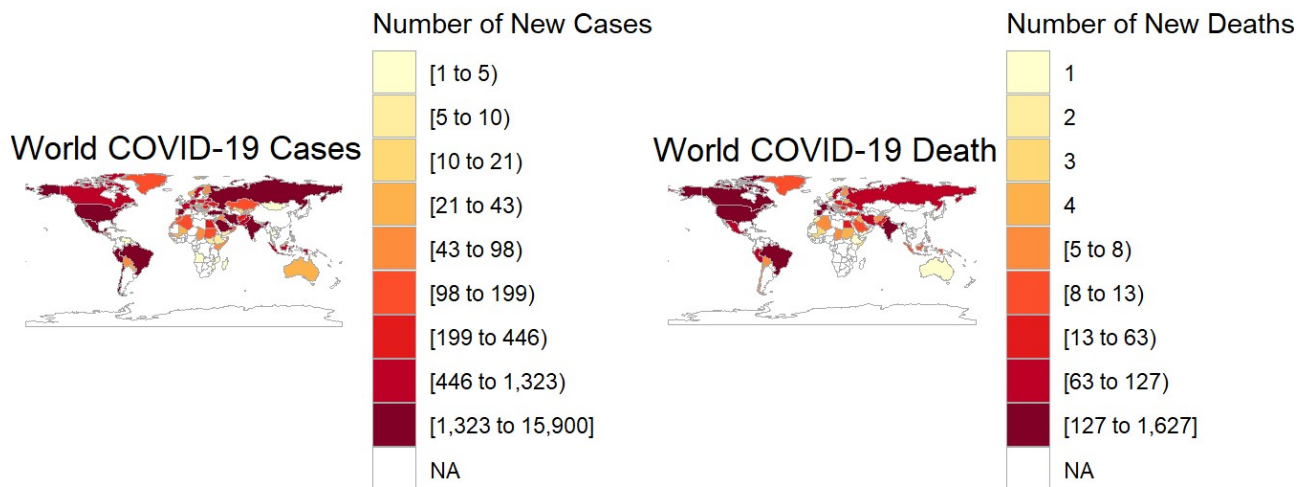 World COVID-19 Cases
Number of New Cases
[1 to 5)
[5 to 10)
[10 to 21)
[21 to 43)
[43 to 98)
[98 to 199)
[199 to 446)
[446 to 1,323)
[1,323 to 15,900]
NA
World COVID-19 Death
Number of New Deaths
1
2
3
4
[5 to 8)
[8 to 13)
[13 to 63)
[63 to 127)
[127 to 1,627]
NA